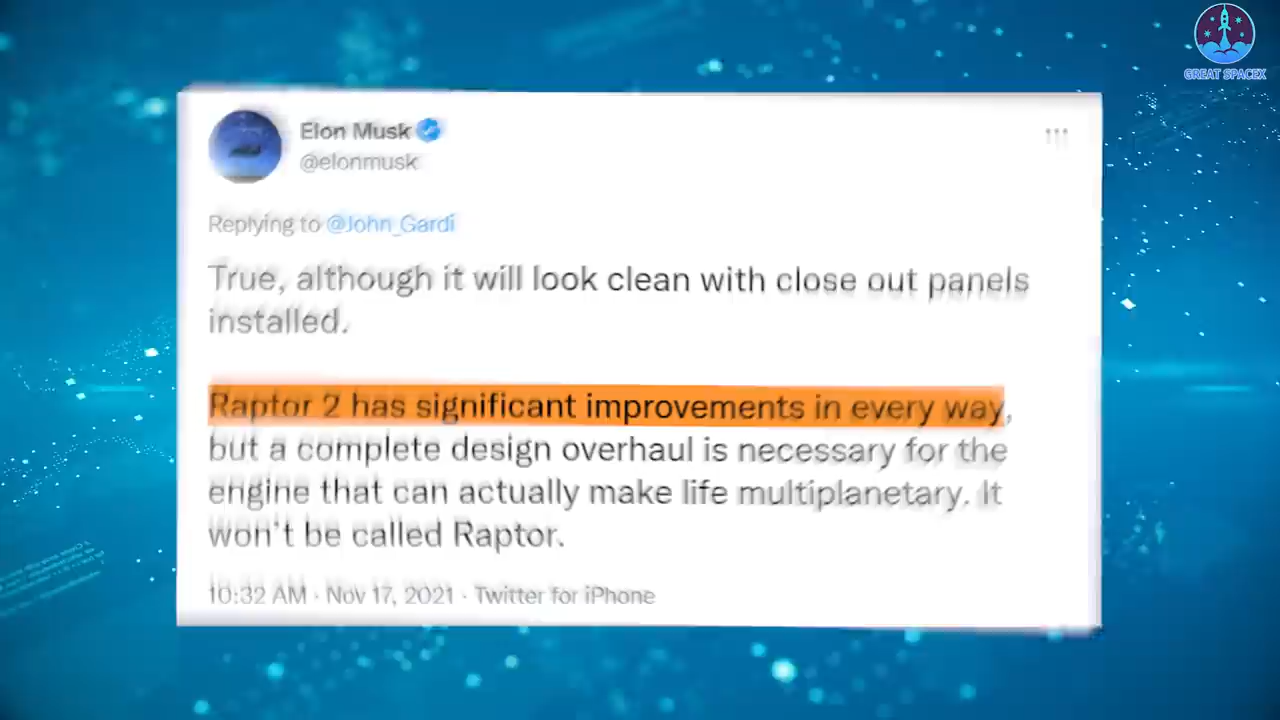 GREAT SPACEX
Elon Musk
@elonmusk
Replying to @John_Gardi
True, although it will look clean with close out panels
installed.
Raptor 2 has significant improvements in every way,
but a complete design overhaul is necessary for the
engine that can actually make life multiplanetary. It
won't be called Raptor.
10:32 AM · Nov 17, 2021 · Twitter for iPhone